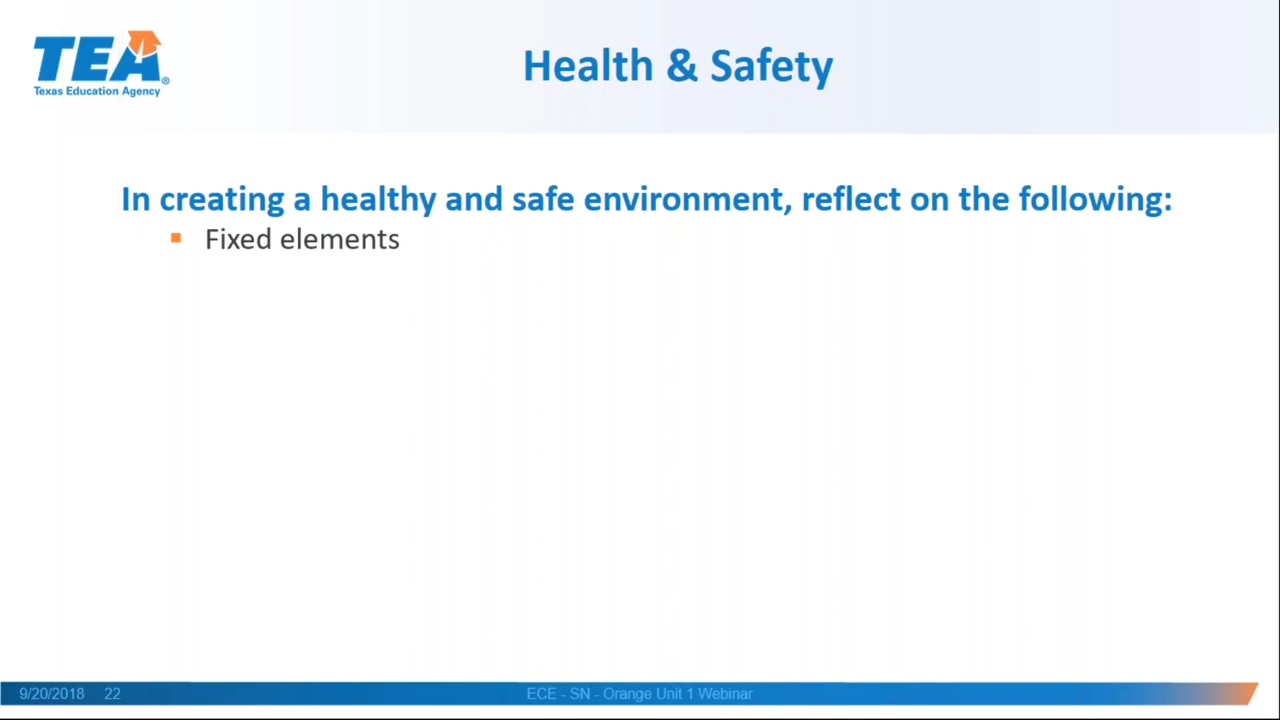 TEA®
Texas Education Agency
Health & Safety
In creating a healthy and safe environment, reflect on the following:
Fixed elements
9/20/2018 22 ECE - SN - Orange Unit 1 Webinar